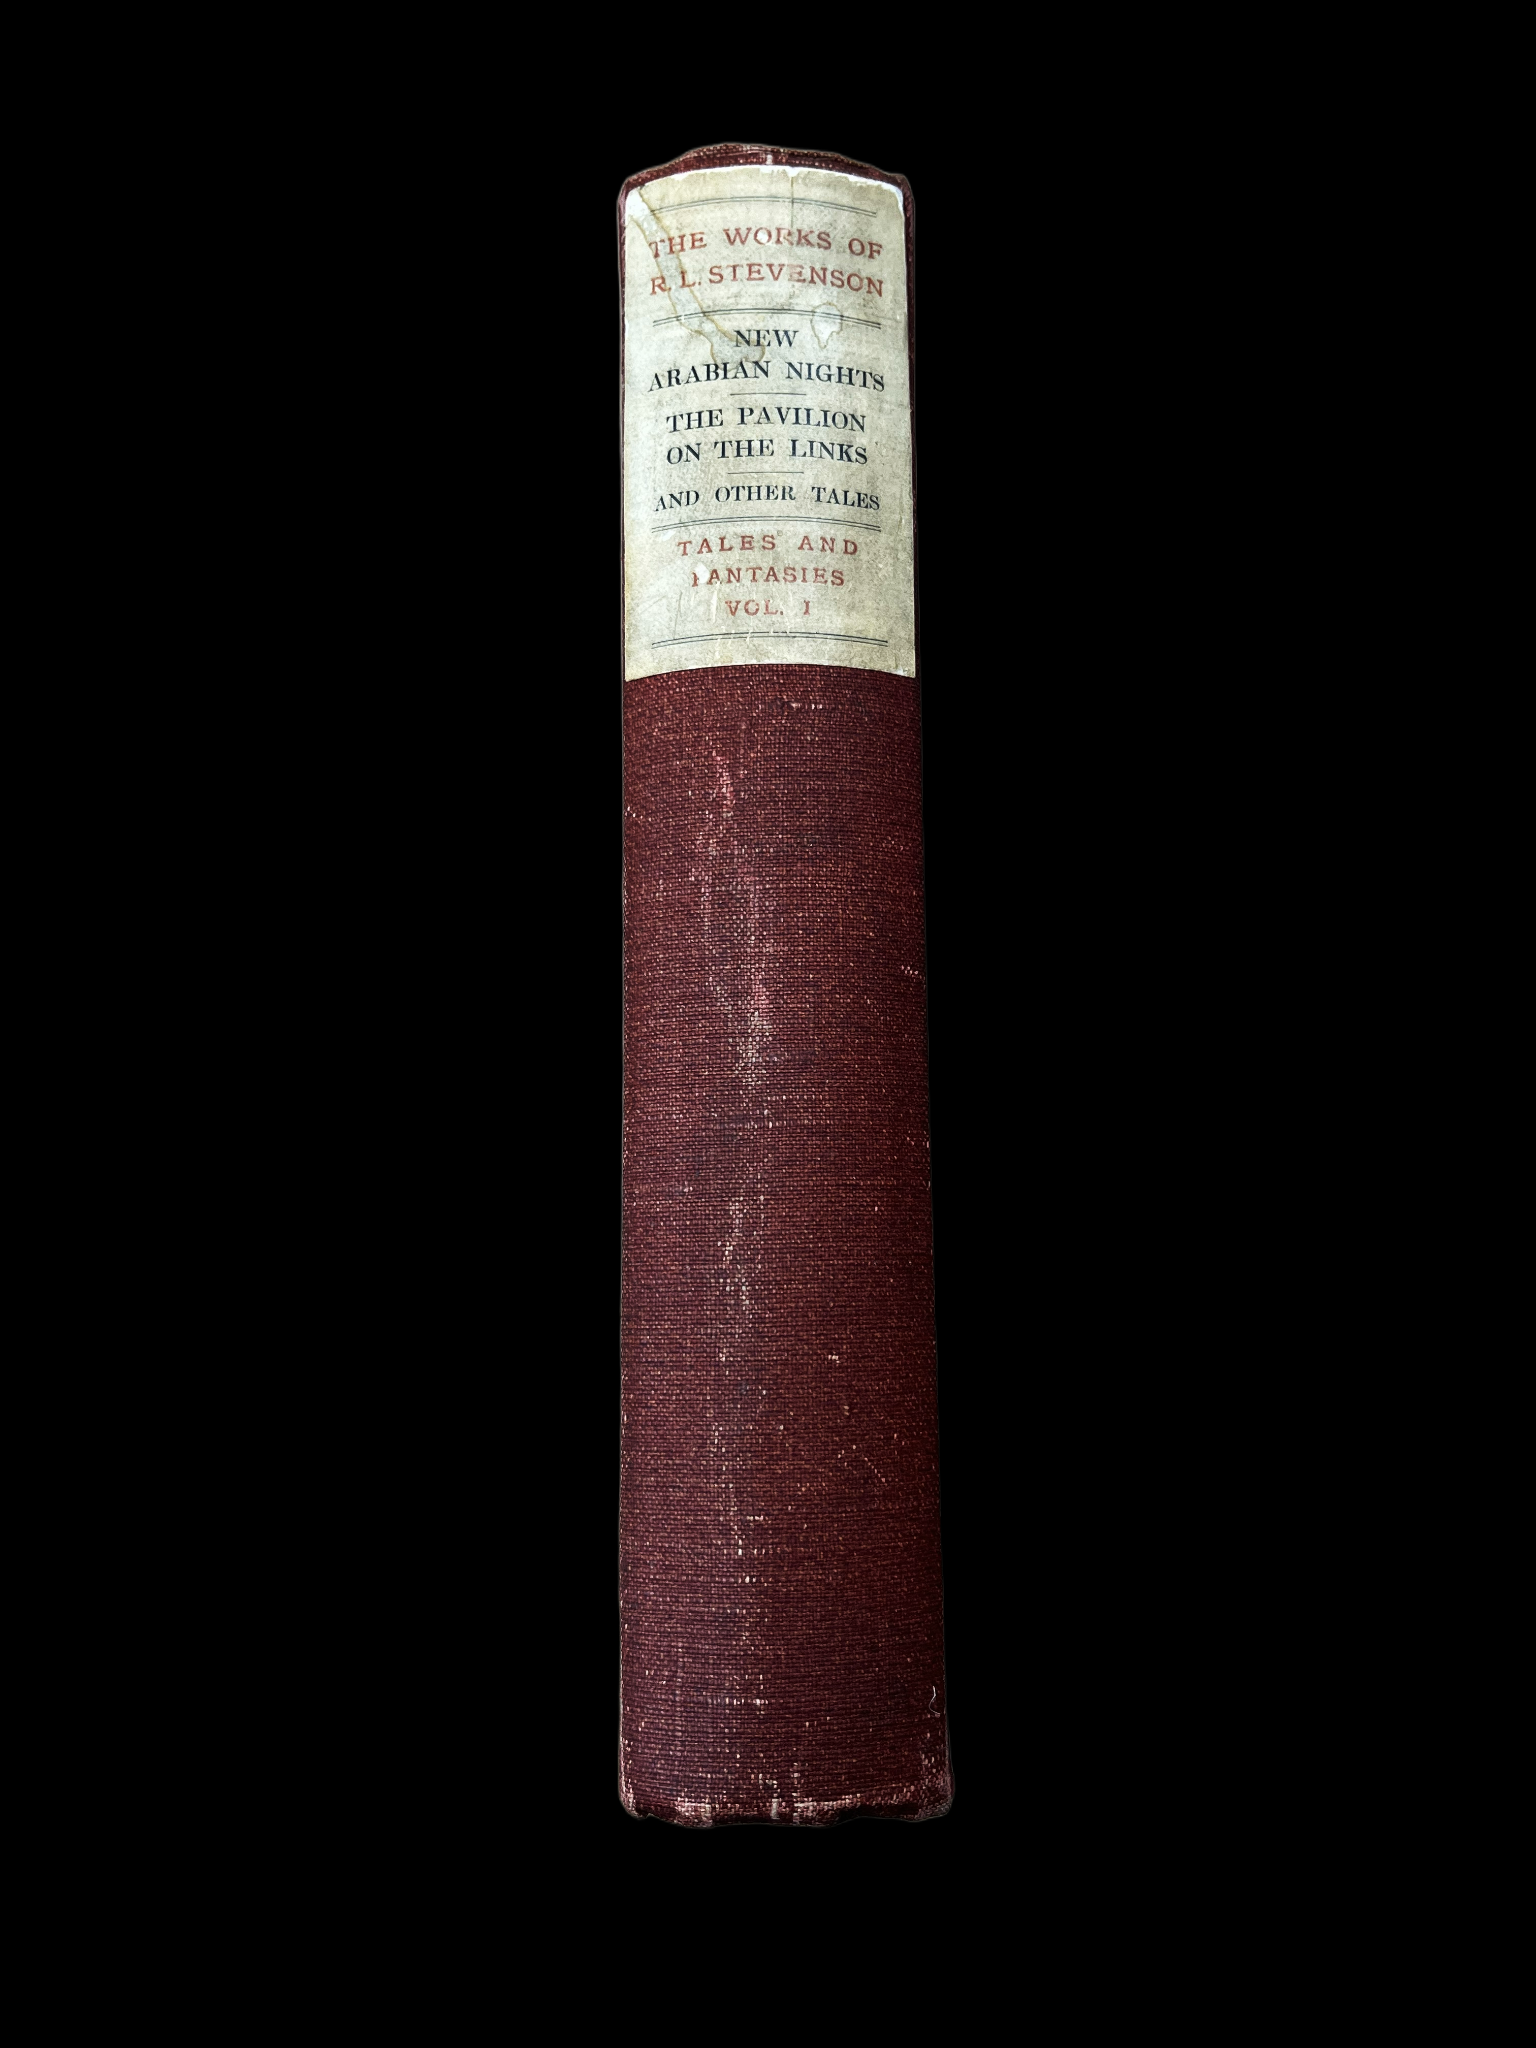 THE WORKS OF
R. L. STEVENSON
NEW
ARABIAN NIGHTS
THE PAVILION
ON THE LINKS
AND OTHER TALES
TALES AND
FANTASIES
VOL. I